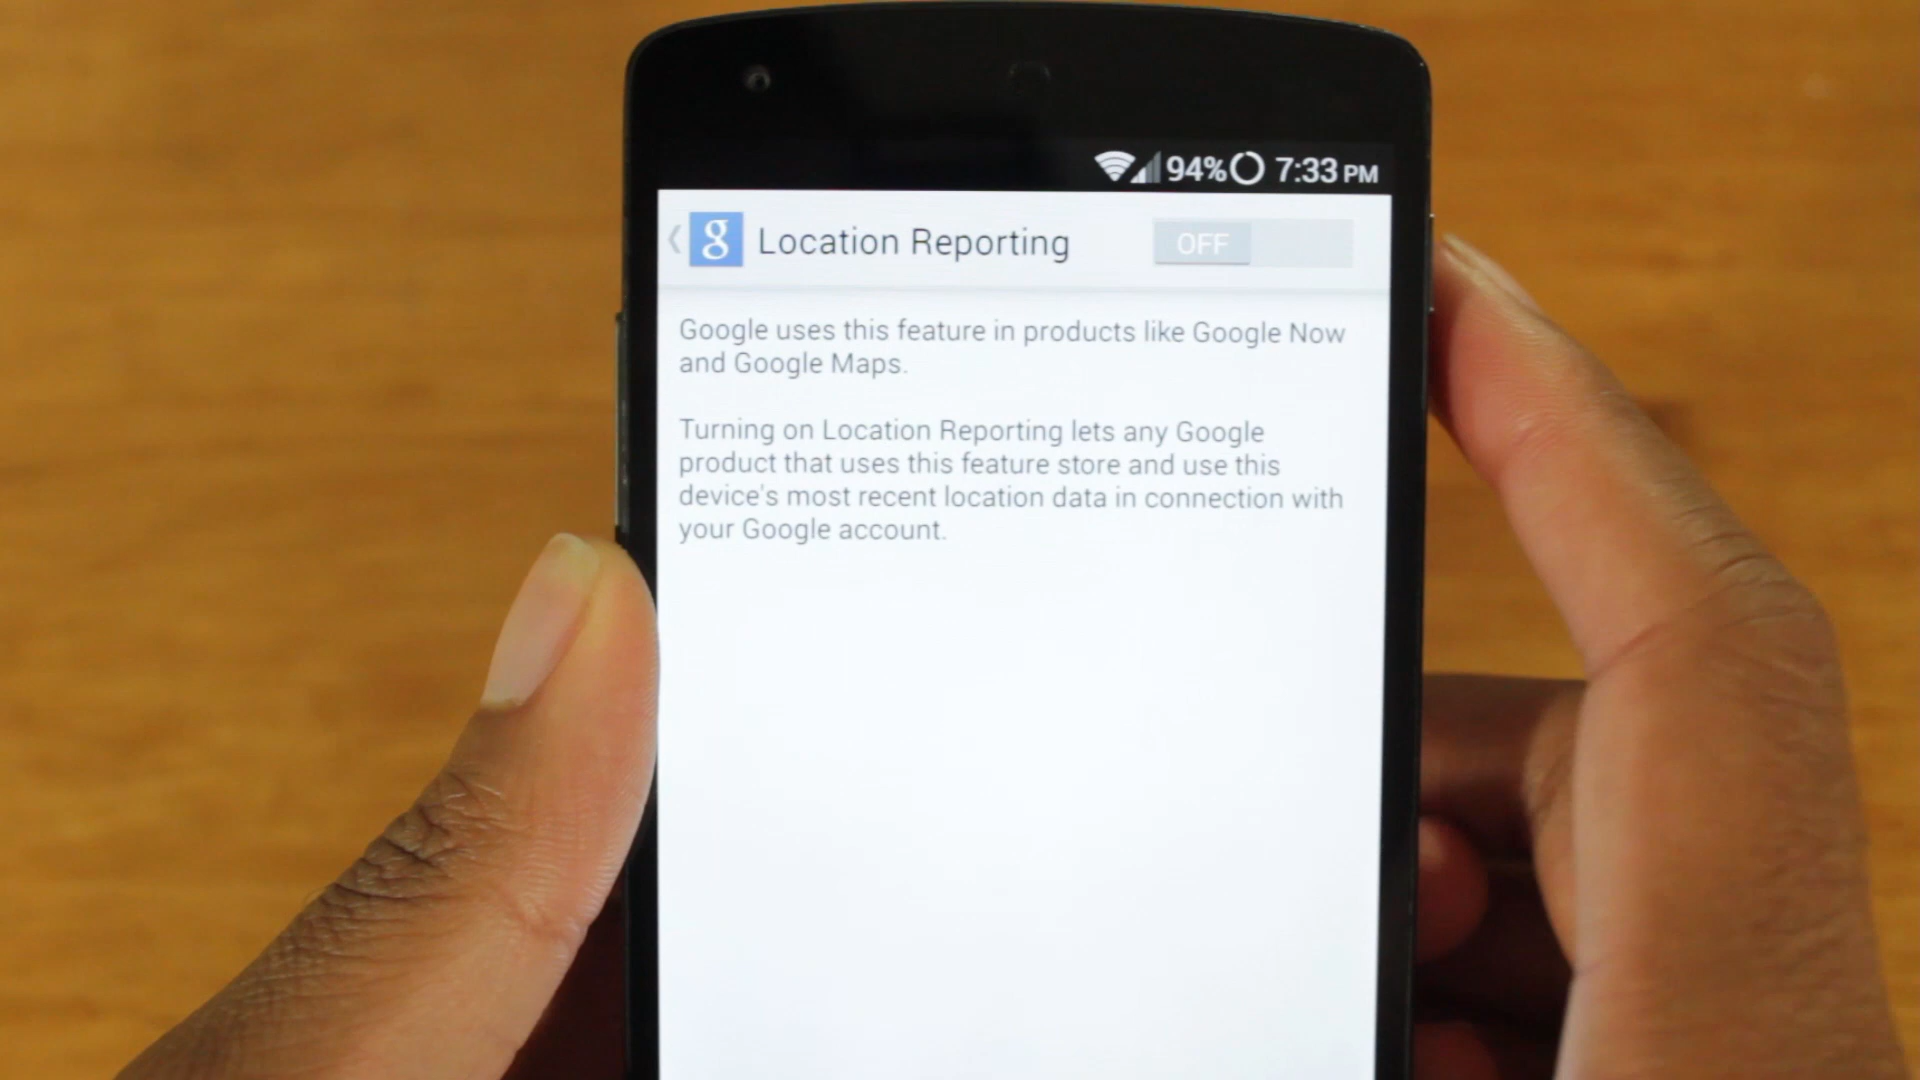 94% 7:33 PM
g Location Reporting OFF
Google uses this feature in products like Google Now
and Google Maps.
Turning on Location Reporting lets any Google
product that uses this feature store and use this
device's most recent location data in connection with
your Google account.